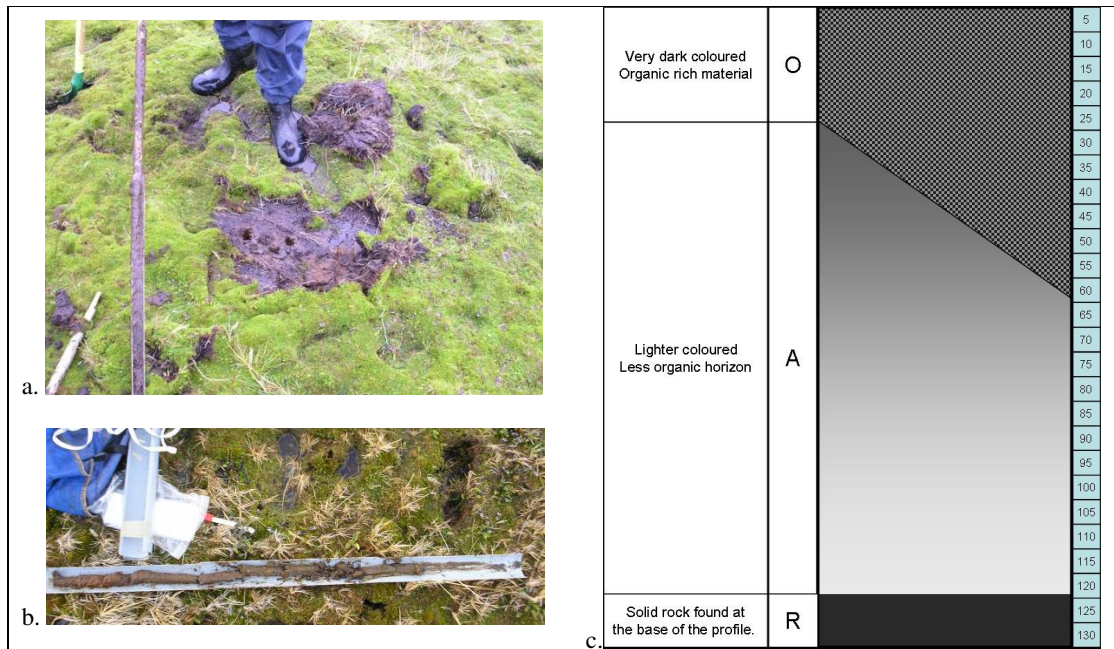 a.
b.
c.
Very dark coloured
Organic rich material
O
Lighter coloured
Less organic horizon
A
Solid rock found at
the base of the profile.
R
5
10
15
20
25
30
35
40
45
50
55
60
65
70
75
80
85
90
95
100
105
110
115
120
125
130